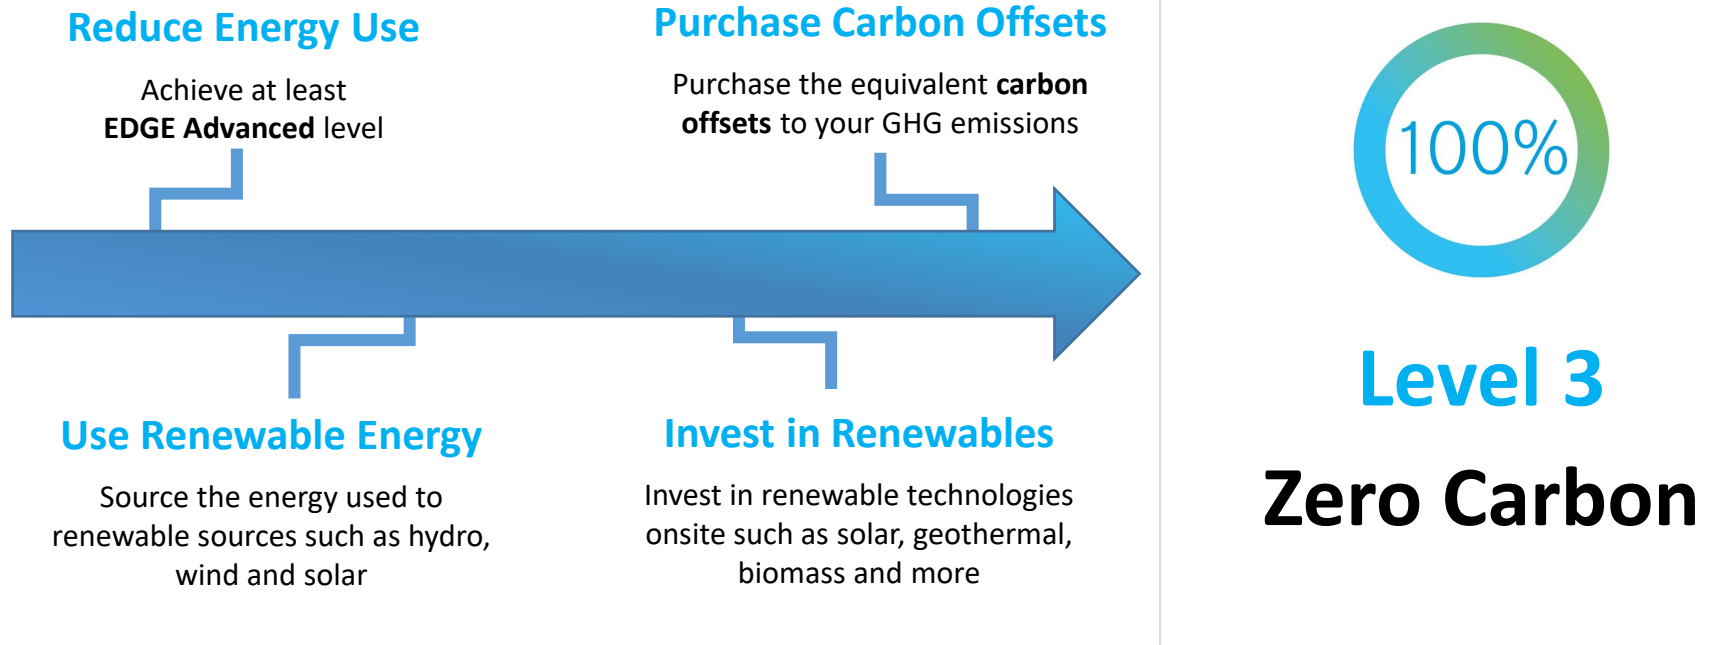 Reduce Energy Use
Achieve at least
EDGE Advanced level
Purchase Carbon Offsets
Purchase the equivalent carbon
offsets to your GHG emissions
Use Renewable Energy
Source the energy used to
renewable sources such as hydro,
wind and solar
Invest in Renewables
Invest in renewable technologies
onsite such as solar, geothermal,
biomass and more
100%
Level 3
Zero Carbon